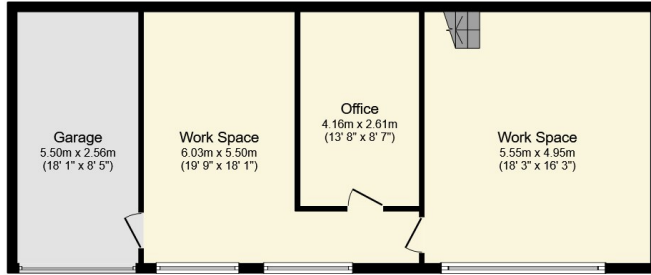 Garage
5.50m x 2.56m
(18' 1" x 8' 5")
Work Space
6.03m x 5.50m
(19' 9" x 18' 1")
Office
4.16m x 2.61m
(13' 8" x 8' 7")
Work Space
5.55m x 4.95m
(18' 3" x 16' 3")